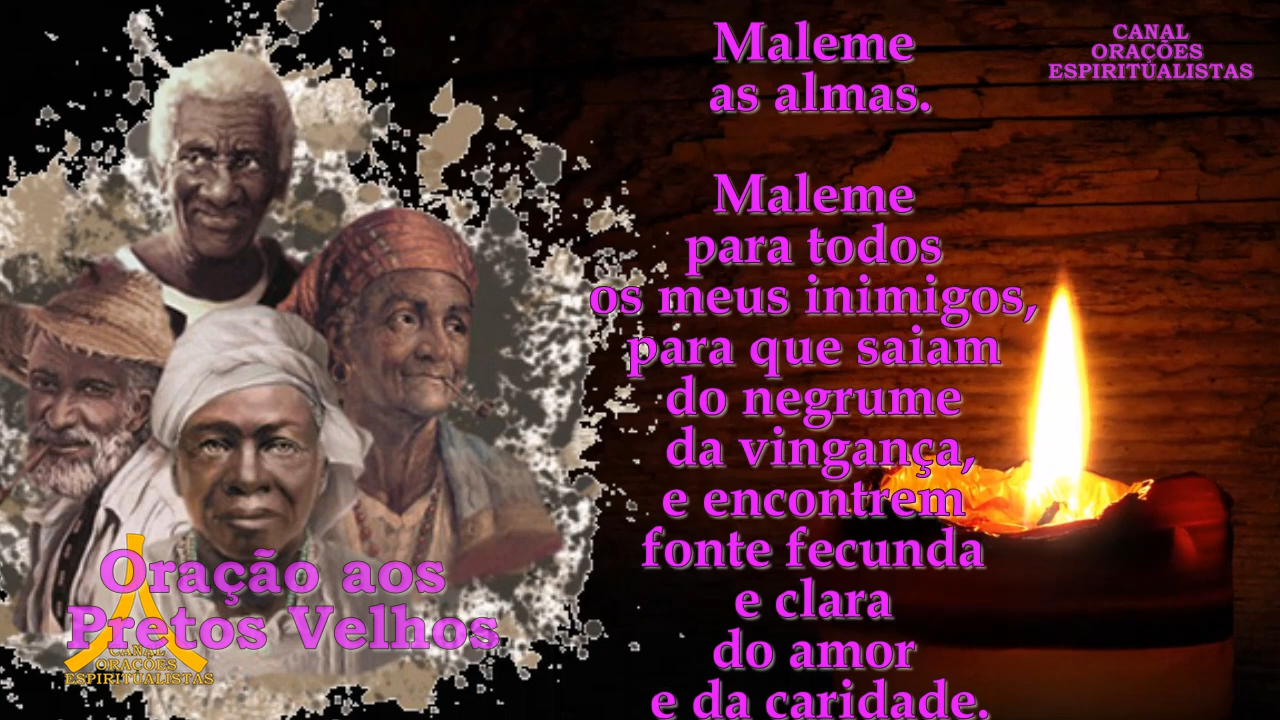 Maleme
as almas.
Maleme
para todos
os meus inimigos,
para que saiam
do negrume
da vingança,
e encontrem
fonte fecunda
e clara
do amor
e da caridade.
CANAL
ORAÇÕES
ESPIRITUALISTAS
Oração aos
Pretos Velhos
CANAL
ORAÇÕES
ESPIRITUALISTAS